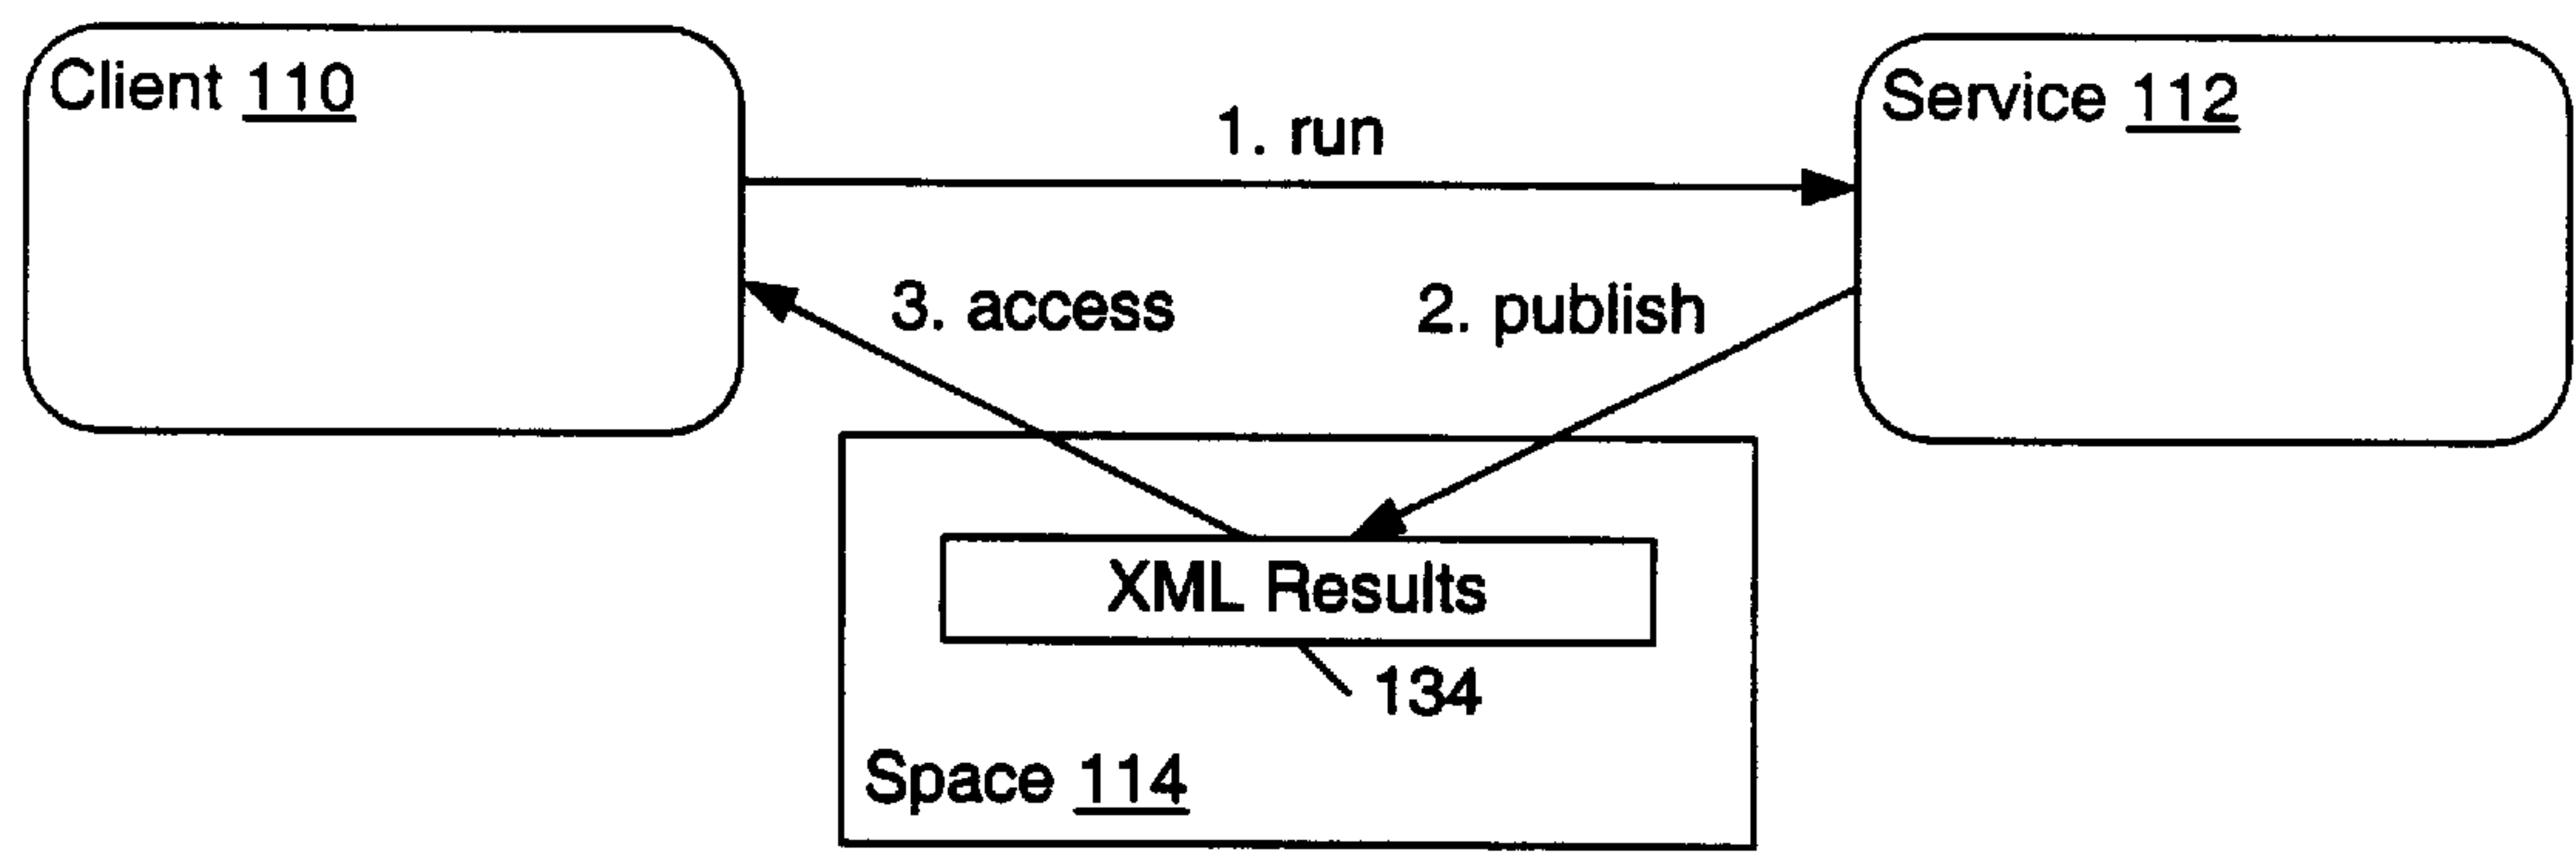 Client 110
Service 112
1. run
3. access
2. publish
XML Results
134
Space 114